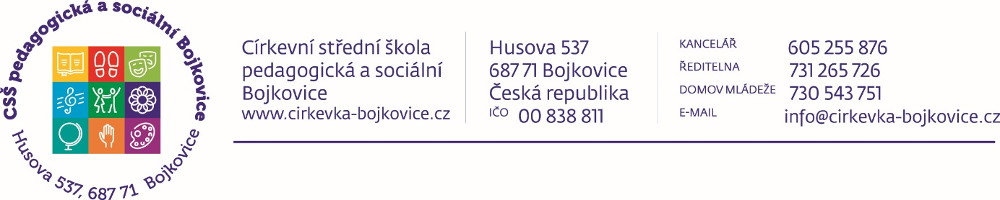 CSŠ pedagogická a sociální Bojkovice
Husova 537, 687 71 Bojkovice
Církevní střední škola
pedagogická a sociální
Bojkovice
www.cirkevka-bojkovice.cz
Husova 537
687 71 Bojkovice
Česká republika
IČO 00 838 811
KANCELÁŘ 605 255 876
ŘEDITELNA 731 265 726
DOMOV MLÁDEŽE 730 543 751
E-MAIL info@cirkevka-bojkovice.cz